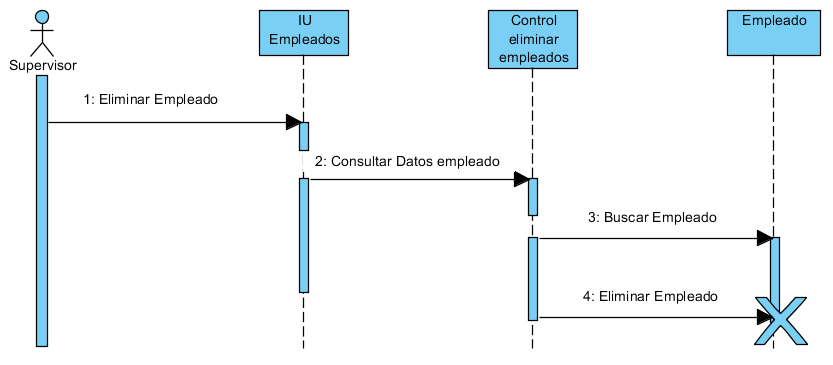 IU
Empleados
Control
eliminar
empleados
Empleado
Supervisor
1: Eliminar Empleado
2: Consultar Datos empleado
3: Buscar Empleado
4: Eliminar Empleado